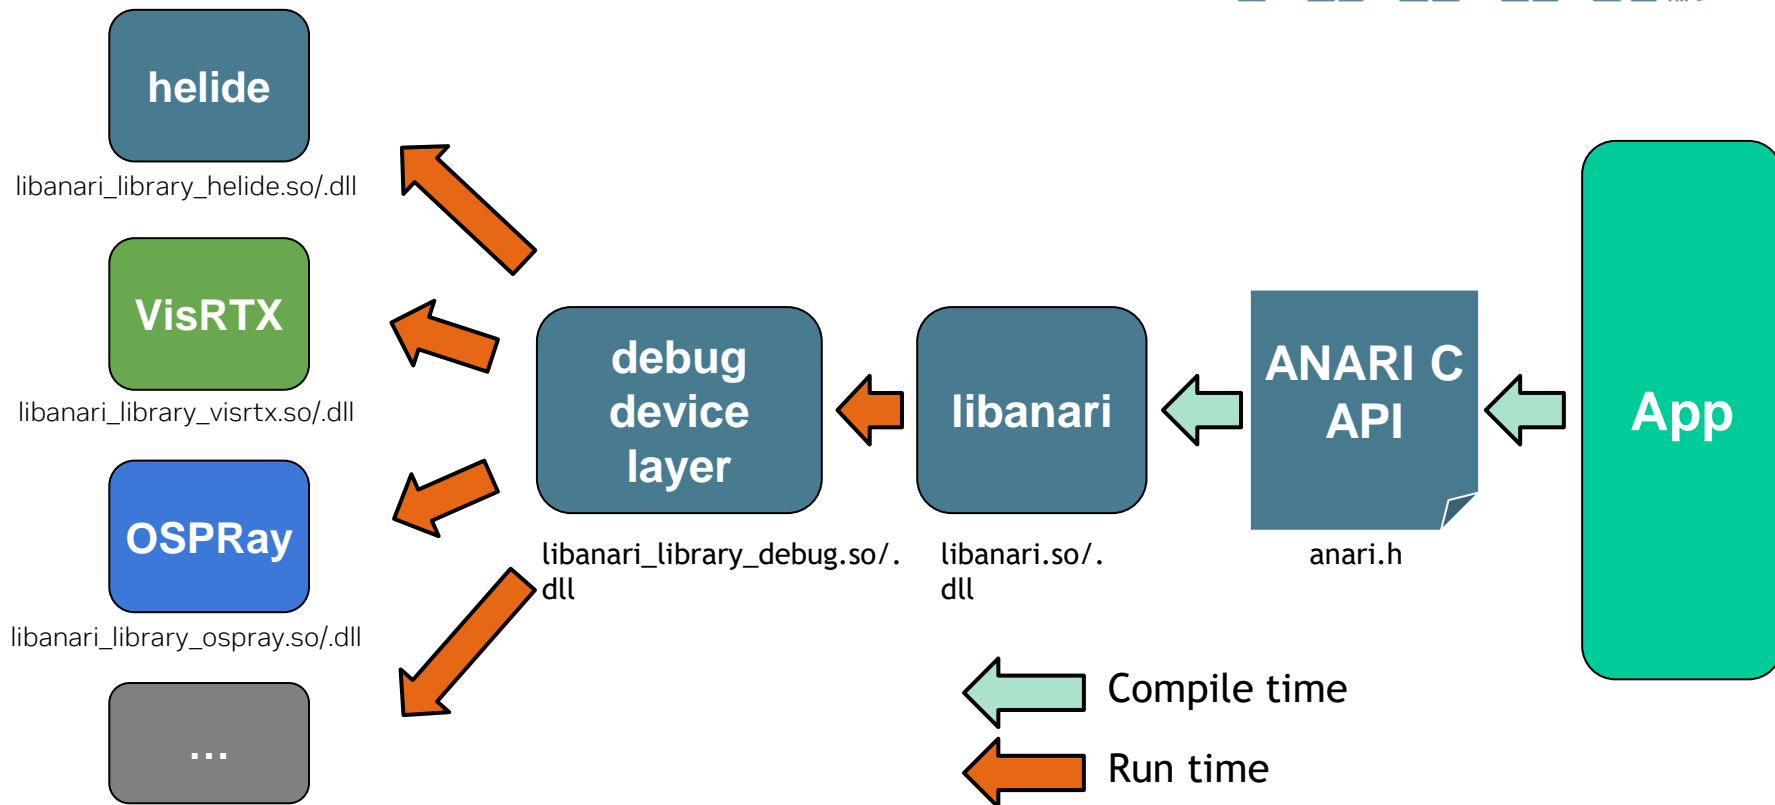 helide
libanari_library_helide.so/.dll
VisRTX
libanari_library_visrtx.so/.dll
OSPRay
libanari_library_ospray.so/.dll
...
debug
device
layer
libanari_library_debug.so/.
dll
libanari
libanari.so/.
dll
ANARI C
API
anari.h
App
Compile time
Run time